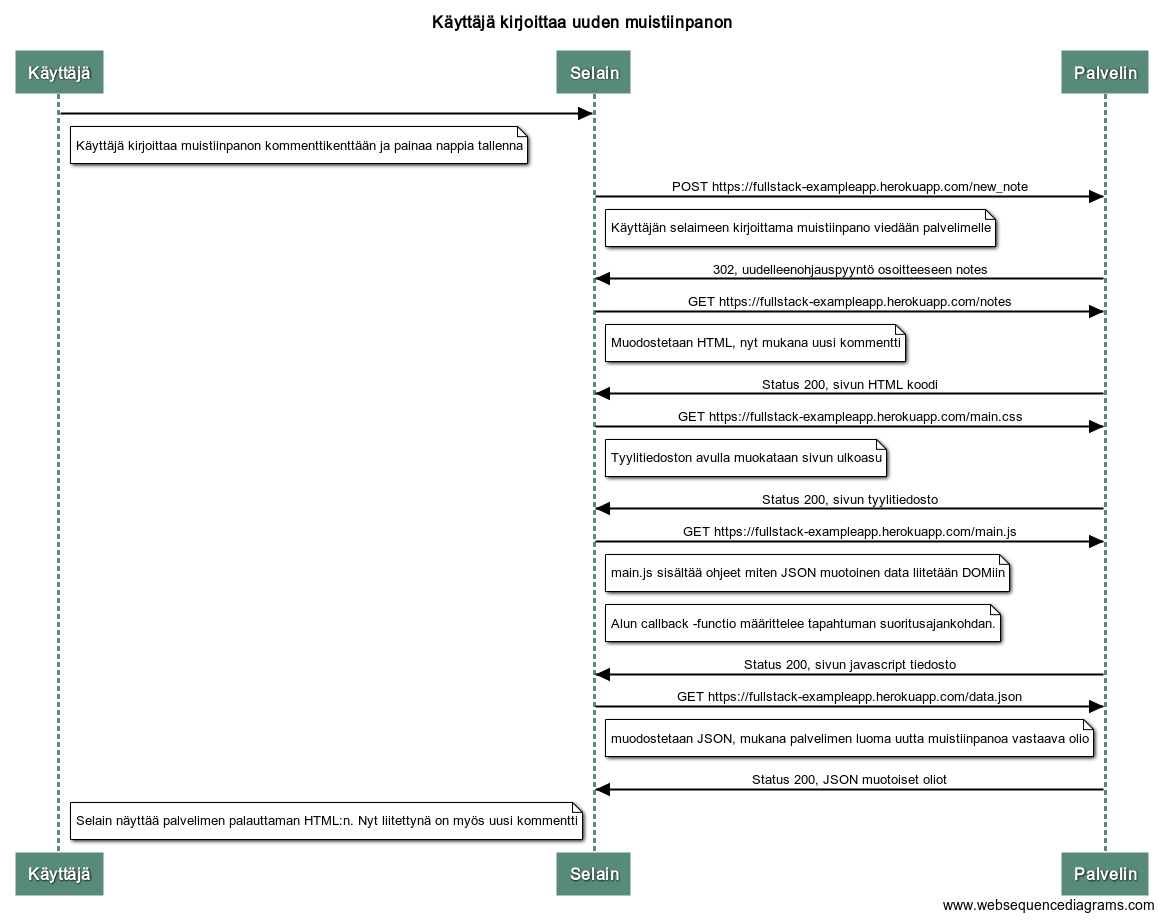 Käyttäjä kirjoittaa uuden muistiinpanon
Käyttäjä
Selain
Palvelin
Käyttäjä kirjoittaa muistiinpanon kommenttikenttään ja painaa nappia tallenna
POST https://fullstack-exampleapp.herokuapp.com/new_note
Käyttäjän selaimeen kirjoittama muistiinpano viedään palvelimelle
302, uudelleenohjauspyyntö osoitteeseen notes
GET https://fullstack-exampleapp.herokuapp.com/notes
Muodostetaan HTML, nyt mukana uusi kommentti
Status 200, sivun HTML koodi
GET https://fullstack-exampleapp.herokuapp.com/main.css
Tyylitiedoston avulla muokataan sivun ulkoasu
Status 200, sivun tyylitiedosto
GET https://fullstack-exampleapp.herokuapp.com/main.js
main.js sisältää ohjeet miten JSON muotoinen data liitetään DOMiin
Alun callback -functio määrittelee tapahtuman suoritusajankohdan.
Status 200, sivun javascript tiedosto
GET https://fullstack-exampleapp.herokuapp.com/data.json
muodostetaan JSON, mukana palvelimen luoma uutta muistiinpanoa vastaava olio
Status 200, JSON muotoiset oliot
Selain näyttää palvelimen palauttaman HTML:n. Nyt liitettynä on myös uusi kommentti
Käyttäjä
Selain
Palvelin
www.websequencediagrams.com